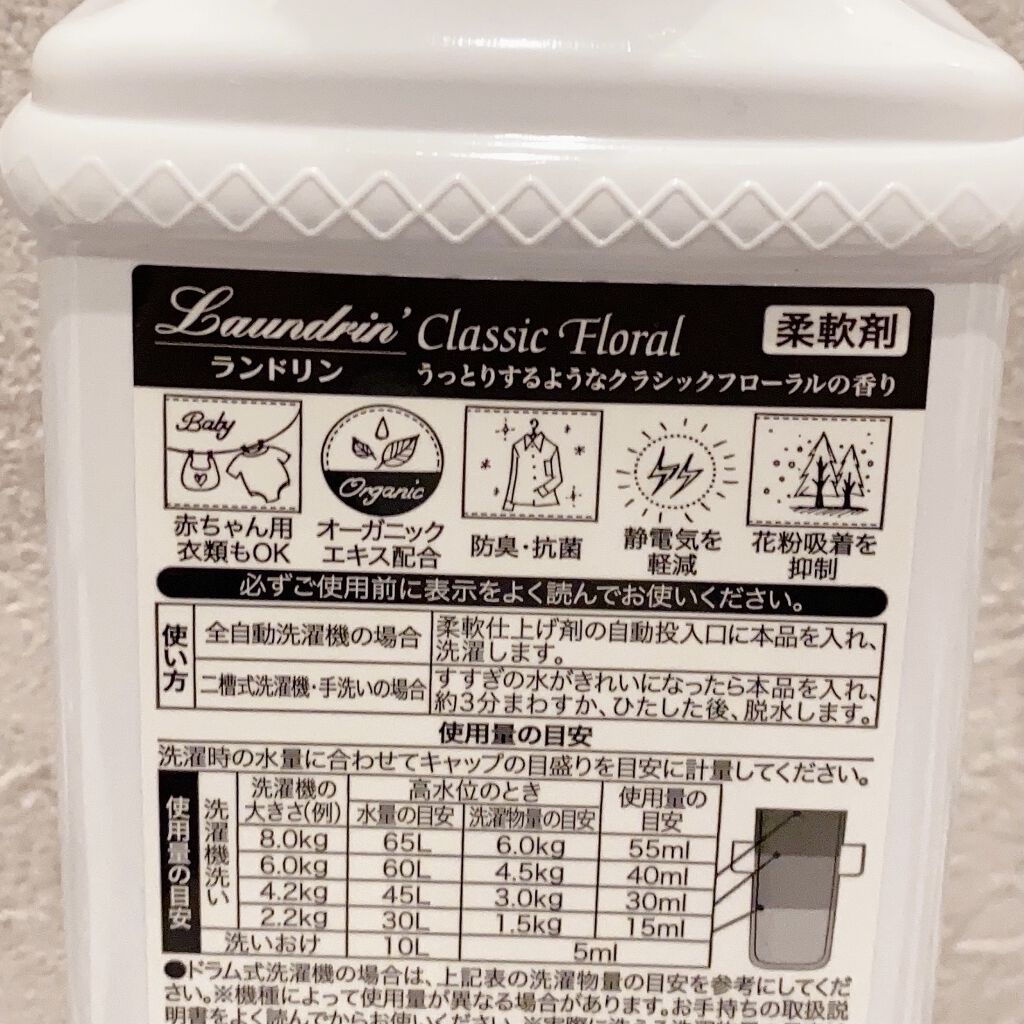 Laundrin' Classic Floral 柔軟剤
ランドリン うっとりするようなクラシックフローラルの香り
Baby
Organic
赤ちゃん用
衣類もOK
オーガニック
エキス配合
防臭・抗菌
静電気を
軽減
花粉吸着を
抑制
必ずご使用前に表示をよく読んでお使いください。
使い方
全自動洗濯機の場合
柔軟仕上げ剤の自動投入口に本品を入れ、
洗濯します。
二槽式洗濯機・手洗いの場合
すすぎの水がきれいになったら本品を入れ、
約3分まわすか、ひたした後、脱水します。
使用量の目安
洗濯時の水量に合わせてキャップの目盛りを目安に計量してください。
使用量の目安
洗濯機洗い
洗濯機の
大きさ(例)
高水位のとき
水量の目安 洗濯物量の目安
使用量の
目安
8.0kg 65L 6.0kg 55ml
6.0kg 60L 4.5kg 40ml
4.2kg 45L 3.0kg 30ml
2.2kg 30L 1.5kg 15ml
洗いおけ 10L 5ml
●ドラム式洗濯機の場合は、上記表の洗濯物量の目安を参考にしてくだ
さい。※機種によって使用量が異なる場合があります。お手持ちの取扱説
明書をよく読んでからお使いください。